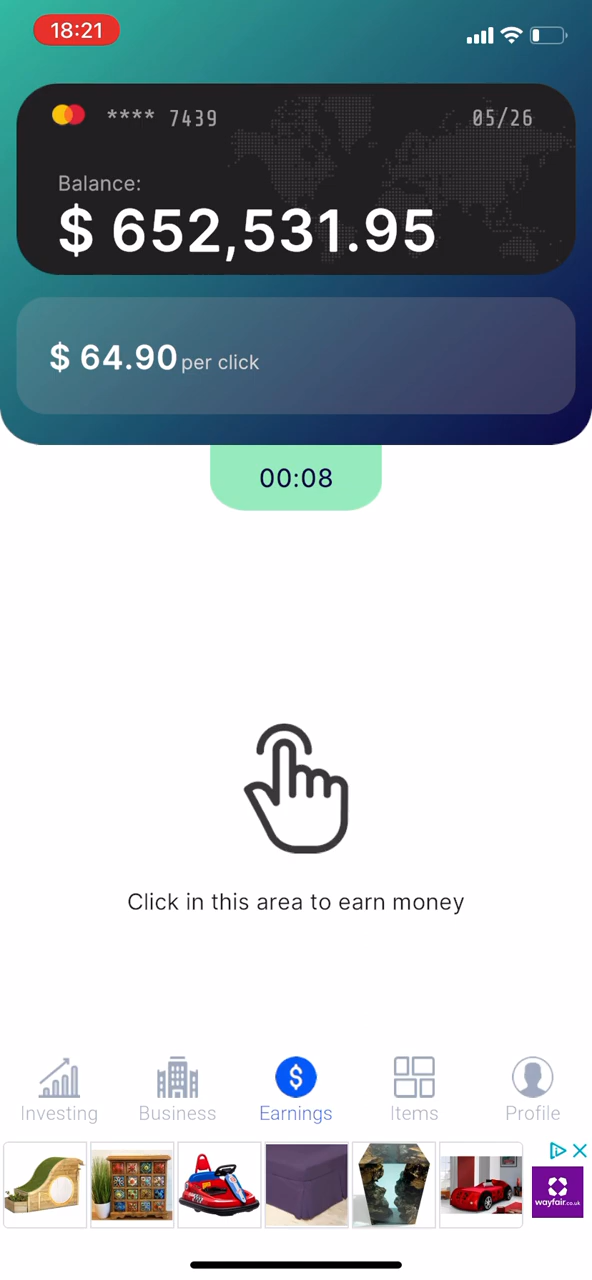 18:21
**** 7439
05/26
Balance:
$ 652,531.95
$ 64.90 per click
00:08
Click in this area to earn money
Investing
Business
Earnings
Items
Profile
wayfair.co.uk